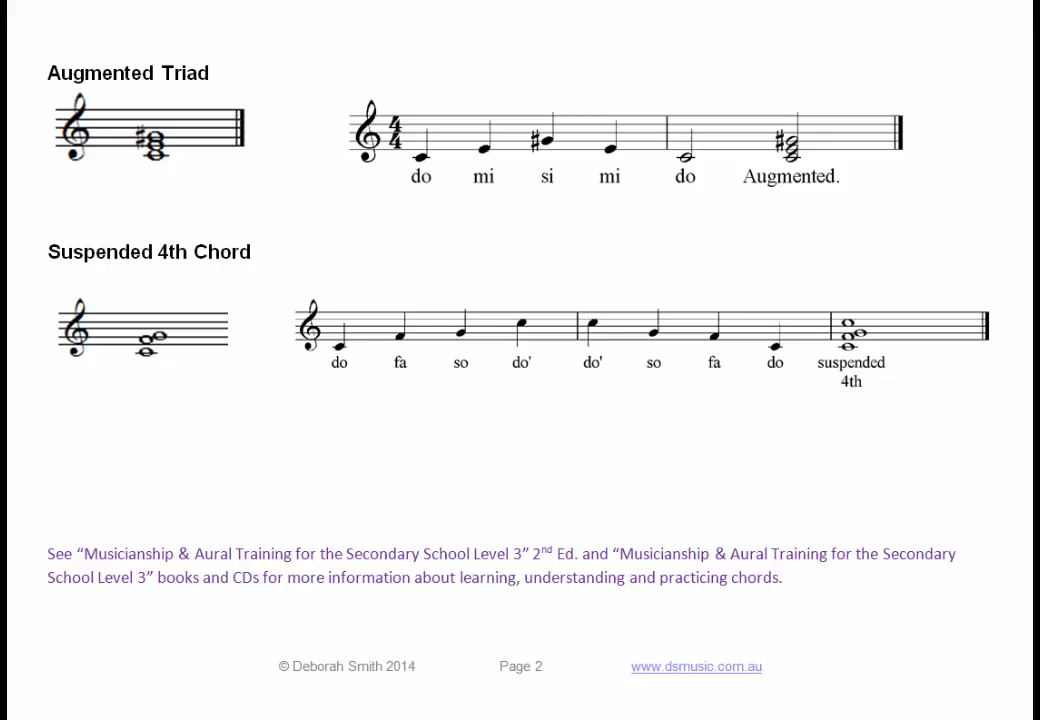 Augmented Triad
4
4
do mi si mi do Augmented.
Suspended 4th Chord
do fa so do' do' so fa do suspended
4th
See “Musicianship & Aural Training for the Secondary School Level 3” 2nd Ed. and “Musicianship & Aural Training for the Secondary
School Level 3” books and CDs for more information about learning, understanding and practicing chords.
© Deborah Smith 2014 Page 2 www.dsmusic.com.au